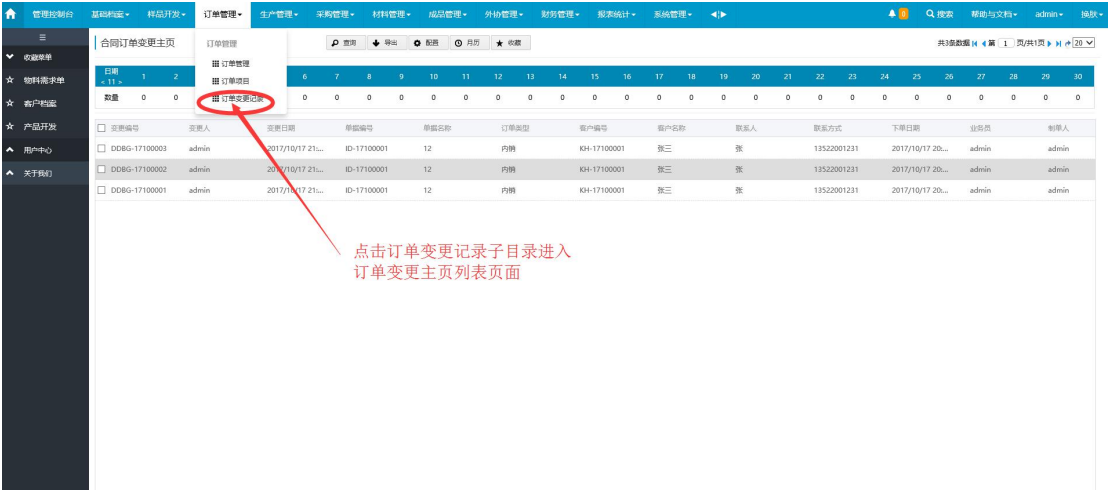 管理控制台 基础档案 样品开发 订单管理 生产管理 采购管理 材料管理 成品管理 外协管理 财务管理 报表统计 系统管理 0 搜索 帮助与文档 admin 换肤
收藏菜单
物料需求单
客户档案
产品开发
用户中心
关于我们
合同订单变更主页
订单管理
订单管理
订单项目
订单变更记录
查询 导出 配置 月历 收藏
共3条数据 第 1 页/共1页 20
日期
< 11 >
1 2 6 7 8 9 10 11 12 13 14 15 16 17 18 19 20 21 22 23 24 25 26 27 28 29 30
数量 0 0 0 0 0 0 0 0 0 0 0 0 0 0 0 0 0 0 0 0 0 0 0 0 0 0 0
变更编号 变更人 变更日期 单据编号 单据名称 订单类型 客户编号 客户名称 联系人 联系方式 下单日期 业务员 制单人
DDBG-17100003 admin 2017/10/17 21:... ID-17100001 12 内销 KH-17100001 张三 张 13522001231 2017/10/17 20:... admin admin
DDBG-17100002 admin 2017/10/17 21:... ID-17100001 12 内销 KH-17100001 张三 张 13522001231 2017/10/17 20:... admin admin
DDBG-17100001 admin 2017/10/17 21:... ID-17100001 12 内销 KH-17100001 张三 张 13522001231 2017/10/17 20:... admin admin
点击订单变更记录子目录进入
订单变更主页列表页面